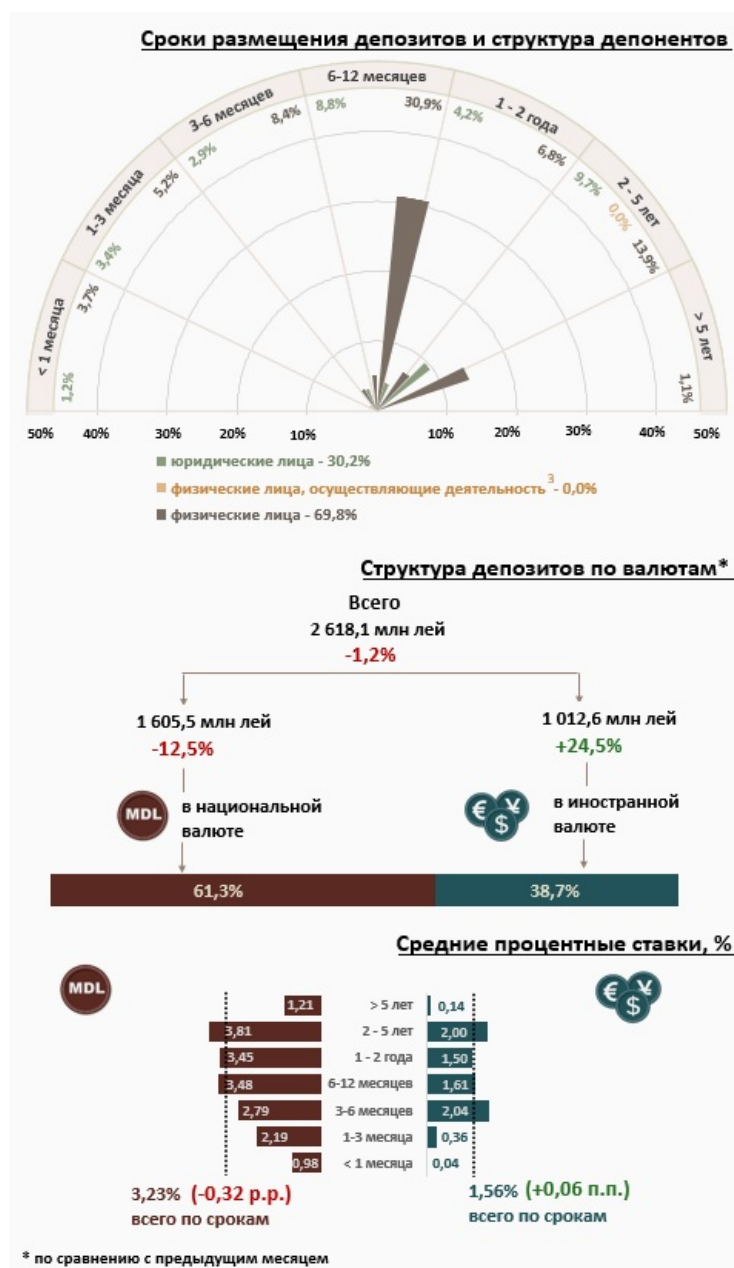 Сроки размещения депозитов и структура депонентов
< 1 месяца
1-3 месяца
3-6 месяцев
6-12 месяцев
1 - 2 года
2 - 5 лет
> 5 лет
1,2%
3,7%
3,4%
5,2%
2,9%
8,4%
8,8%
30,9%
4,2%
6,8%
9,7%
0,0%
13,9%
1,1%
50% 40% 30% 20% 10% 10% 20% 30% 40% 50%
юридические лица - 30,2%
физические лица, осуществляющие деятельность 3 - 0,0%
физические лица - 69,8%
Структура депозитов по валютам*
Всего
2 618,1 млн лей
-1,2%
1 605,5 млн лей
-12,5%
1 012,6 млн лей
+24,5%
MDL
в национальной
валюте
€ ¥ $
в иностранной
валюте
61,3% 38,7%
Средние процентные ставки, %
MDL
€ ¥ $
1,21 > 5 лет 0,14
3,81 2 - 5 лет 2,00
3,45 1 - 2 года 1,50
3,48 6-12 месяцев 1,61
2,79 3-6 месяцев 2,04
2,19 1-3 месяца 0,36
0,98 < 1 месяца 0,04
3,23% (-0,32 p.p.)
всего по срокам
1,56% (+0,06 п.п.)
всего по срокам
* по сравнению с предыдущим месяцем